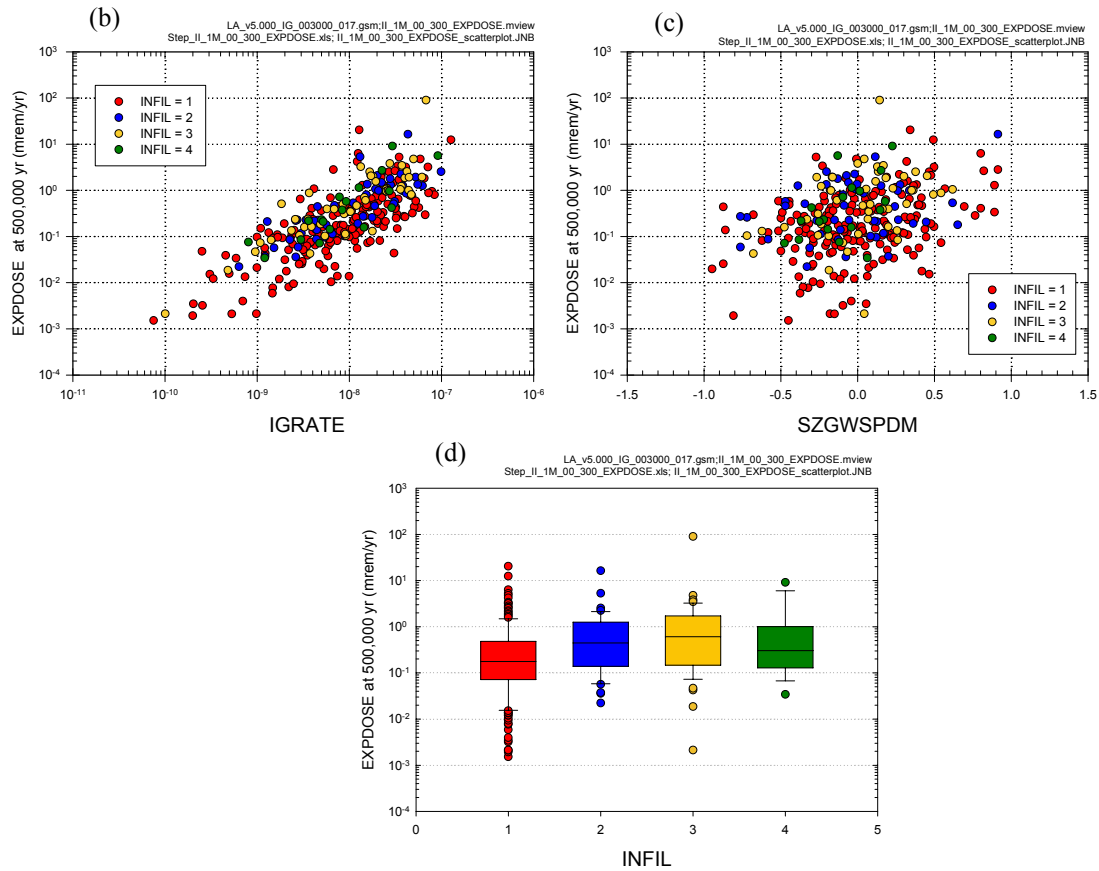 (b)
LA_v5.000_IG_003000_017.gsm;II_1M_00_300_EXPDOSE.mview
Step_II_1M_00_300_EXPDOSE.xls; II_1M_00_300_EXPDOSE_scatterplot.JNB
EXPDOSE at 500,000 yr (mrem/yr)
10³
10²
10¹
10⁰
10⁻¹
10⁻²
10⁻³
10⁻⁴
INFIL = 1
INFIL = 2
INFIL = 3
INFIL = 4
10⁻¹¹ 10⁻¹⁰ 10⁻⁹ 10⁻⁸ 10⁻⁷ 10⁻⁶
IGRATE
(c)
LA_v5.000_IG_003000_017.gsm;II_1M_00_300_EXPDOSE.mview
Step_II_1M_00_300_EXPDOSE.xls; II_1M_00_300_EXPDOSE_scatterplot.JNB
EXPDOSE at 500,000 yr (mrem/yr)
10³
10²
10¹
10⁰
10⁻¹
10⁻²
10⁻³
10⁻⁴
INFIL = 1
INFIL = 2
INFIL = 3
INFIL = 4
-1.5 -1.0 -0.5 0.0 0.5 1.0 1.5
SZGWSPDM
(d)
LA_v5.000_IG_003000_017.gsm;II_1M_00_300_EXPDOSE.mview
Step_II_1M_00_300_EXPDOSE.xls; II_1M_00_300_EXPDOSE_scatterplot.JNB
EXPDOSE at 500,000 yr (mrem/yr)
10³
10²
10¹
10⁰
10⁻¹
10⁻²
10⁻³
10⁻⁴
0 1 2 3 4 5
INFIL